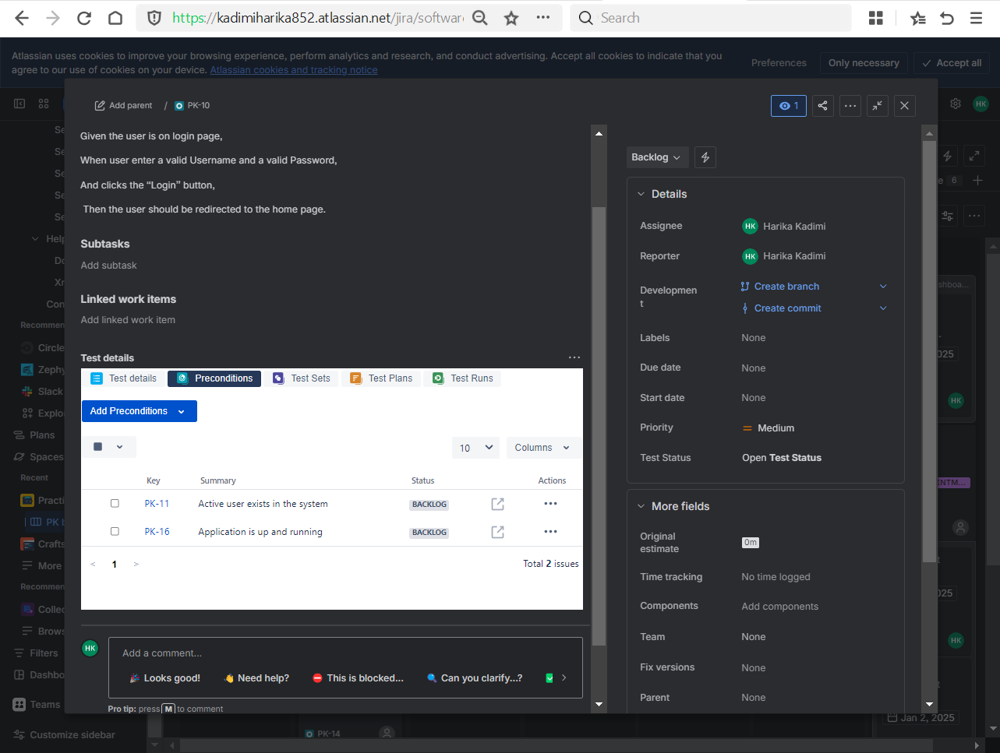 https://kadimiharika852.atlassian.net/jira/software
Search
Atlassian uses cookies to improve your browsing experience, perform analytics and research, and conduct advertising. Accept all cookies to indicate that you
agree to our use of cookies on your device. Atlassian cookies and tracking notice
Preferences
Only necessary
Accept all
Add parent / PK-10
1
HK
Given the user is on login page,
When user enter a valid Username and a valid Password,
And clicks the “Login” button,
Then the user should be redirected to the home page.
Subtasks
Add subtask
Linked work items
Add linked work item
Test details
Test details
Preconditions
Test Sets
Test Plans
Test Runs
Add Preconditions
10
Columns
Key Summary Status Actions
PK-11 Active user exists in the system BACKLOG
PK-16 Application is up and running BACKLOG
< 1 >
Total 2 issues
HK
Add a comment...
Looks good!
Need help?
This is blocked...
Can you clarify...?
Pro tip: press M to comment
Backlog
Details
Assignee HK Harika Kadimi
Reporter HK Harika Kadimi
Developmen
t
Create branch
Create commit
Labels None
Due date None
Start date None
Priority Medium
Test Status Open Test Status
More fields
Original
estimate
0m
Time tracking No time logged
Components Add components
Team None
Fix versions None
Parent None
Se
Se
Se
Se
Se
Help
Do
Xr
Con
Recommen
Circle
Zephy
Slack
Explo
Plans
Spaces
Recent
Practi
PK b
Crafts
More
Recommen
Collec
Brows
Filters
Dashbo
Teams
Customize sidebar
PK-14
e 6
shboa...
2025
HK
INTM...
t
025
HK
t
Jan 2, 2025